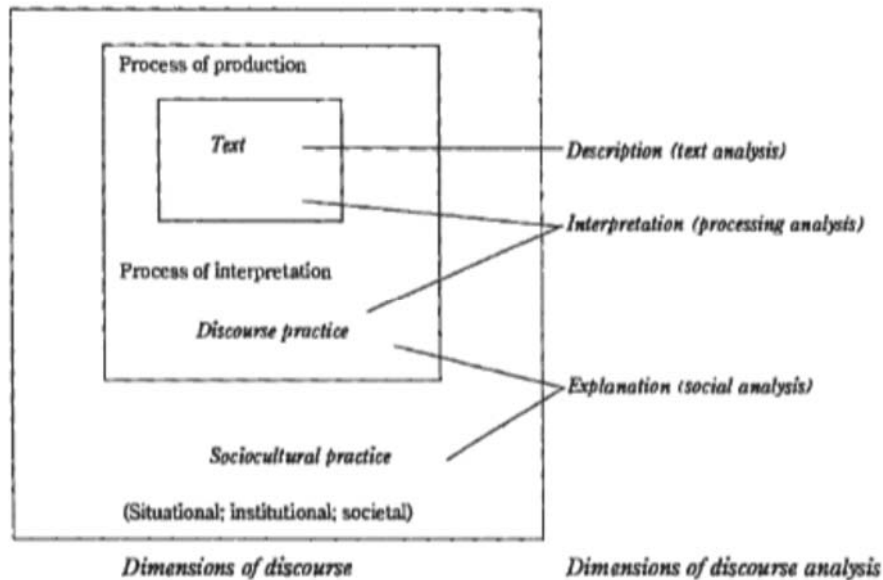 Process of production
Text
Description (text analysis)
Interpretation (processing analysis)
Process of interpretation
Discourse practice
Explanation (social analysis)
Sociocultural practice
(Situational; institutional; societal)
Dimensions of discourse
Dimensions of discourse analysis